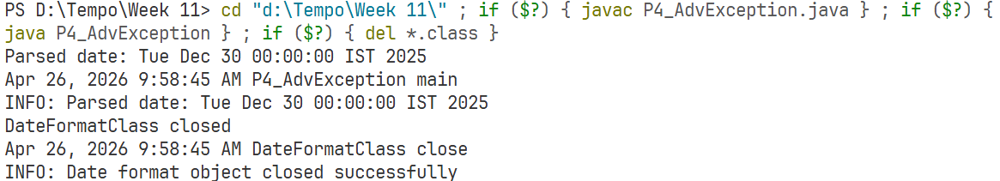 PS D:\Tempo\Week 11> cd "d:\Tempo\Week 11\" ; if ($?) { javac P4_AdvException.java } ; if ($?) {
java P4_AdvException } ; if ($?) { del *.class }
Parsed date: Tue Dec 30 00:00:00 IST 2025
Apr 26, 2026 9:58:45 AM P4_AdvException main
INFO: Parsed date: Tue Dec 30 00:00:00 IST 2025
DateFormatClass closed
Apr 26, 2026 9:58:45 AM DateFormatClass close
INFO: Date format object closed successfully